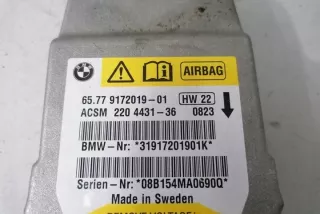 AIRBAG
65.77 9172019-01 HW 22
ACSM 220 4431-36 0823
BMW-Nr: *31917201901K*
Serien-Nr: *08B154MA0690Q*
Made in Sweden